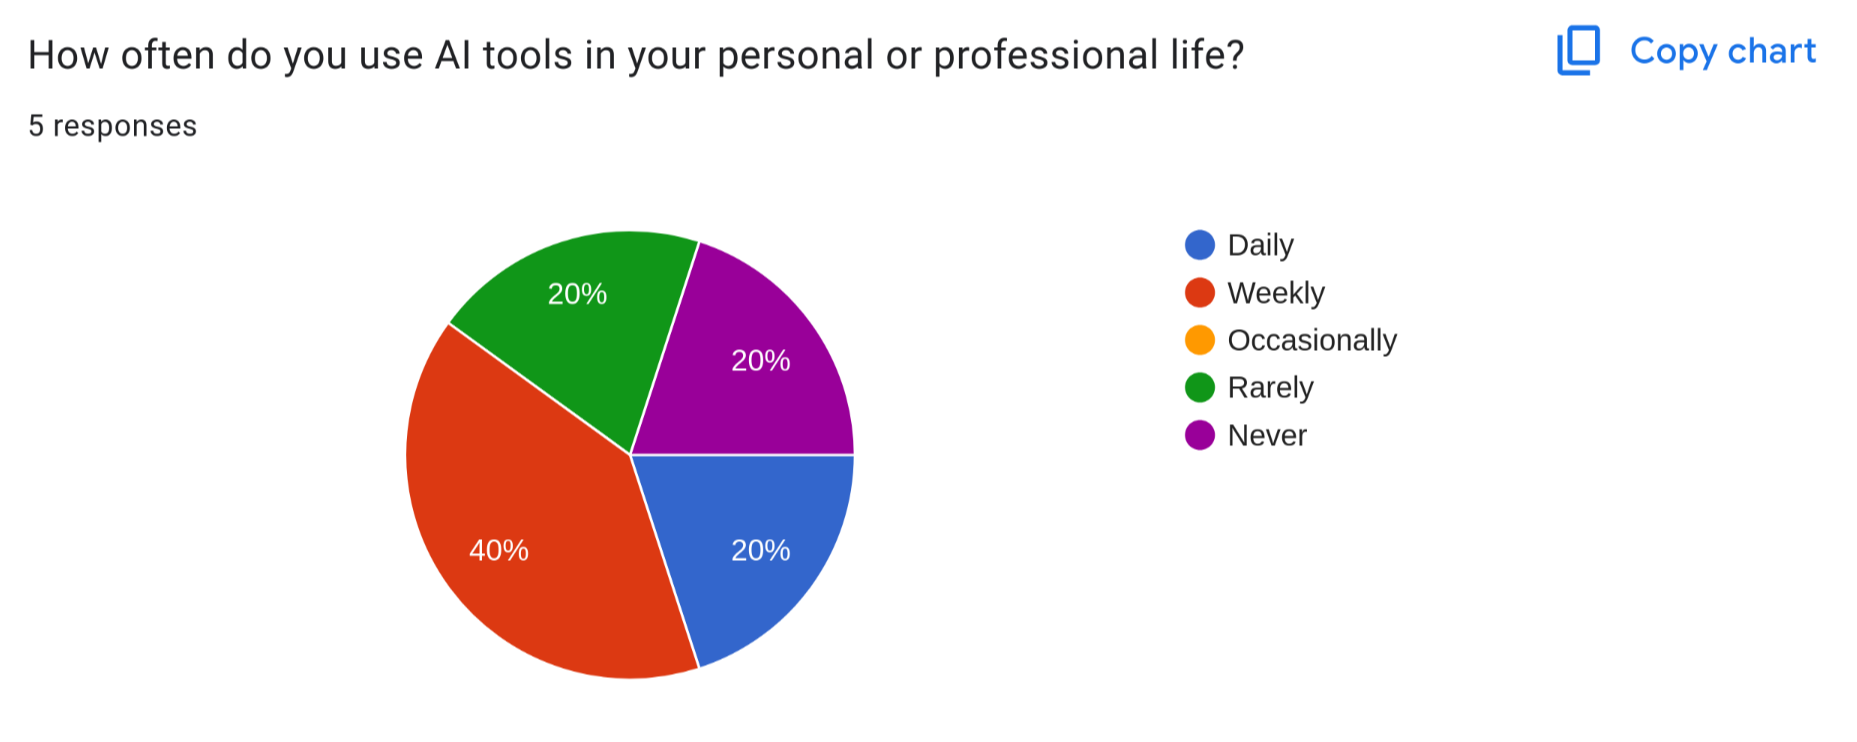 How often do you use AI tools in your personal or professional life?
Copy chart
5 responses
20%
20%
40%
20%
Daily
Weekly
Occasionally
Rarely
Never